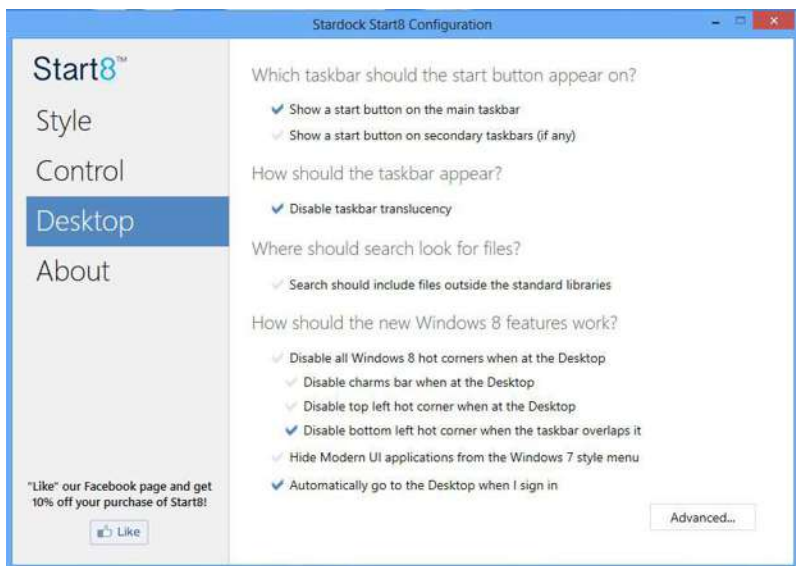 Stardock Start8 Configuration
Start8™
Style
Control
Desktop
About
"Like" our Facebook page and get
10% off your purchase of Start8!
Like
Which taskbar should the start button appear on?
Show a start button on the main taskbar
Show a start button on secondary taskbars (if any)
How should the taskbar appear?
Disable taskbar translucency
Where should search look for files?
Search should include files outside the standard libraries
How should the new Windows 8 features work?
Disable all Windows 8 hot corners when at the Desktop
Disable charms bar when at the Desktop
Disable top left hot corner when at the Desktop
Disable bottom left hot corner when the taskbar overlaps it
Hide Modern UI applications from the Windows 7 style menu
Automatically go to the Desktop when I sign in
Advanced...